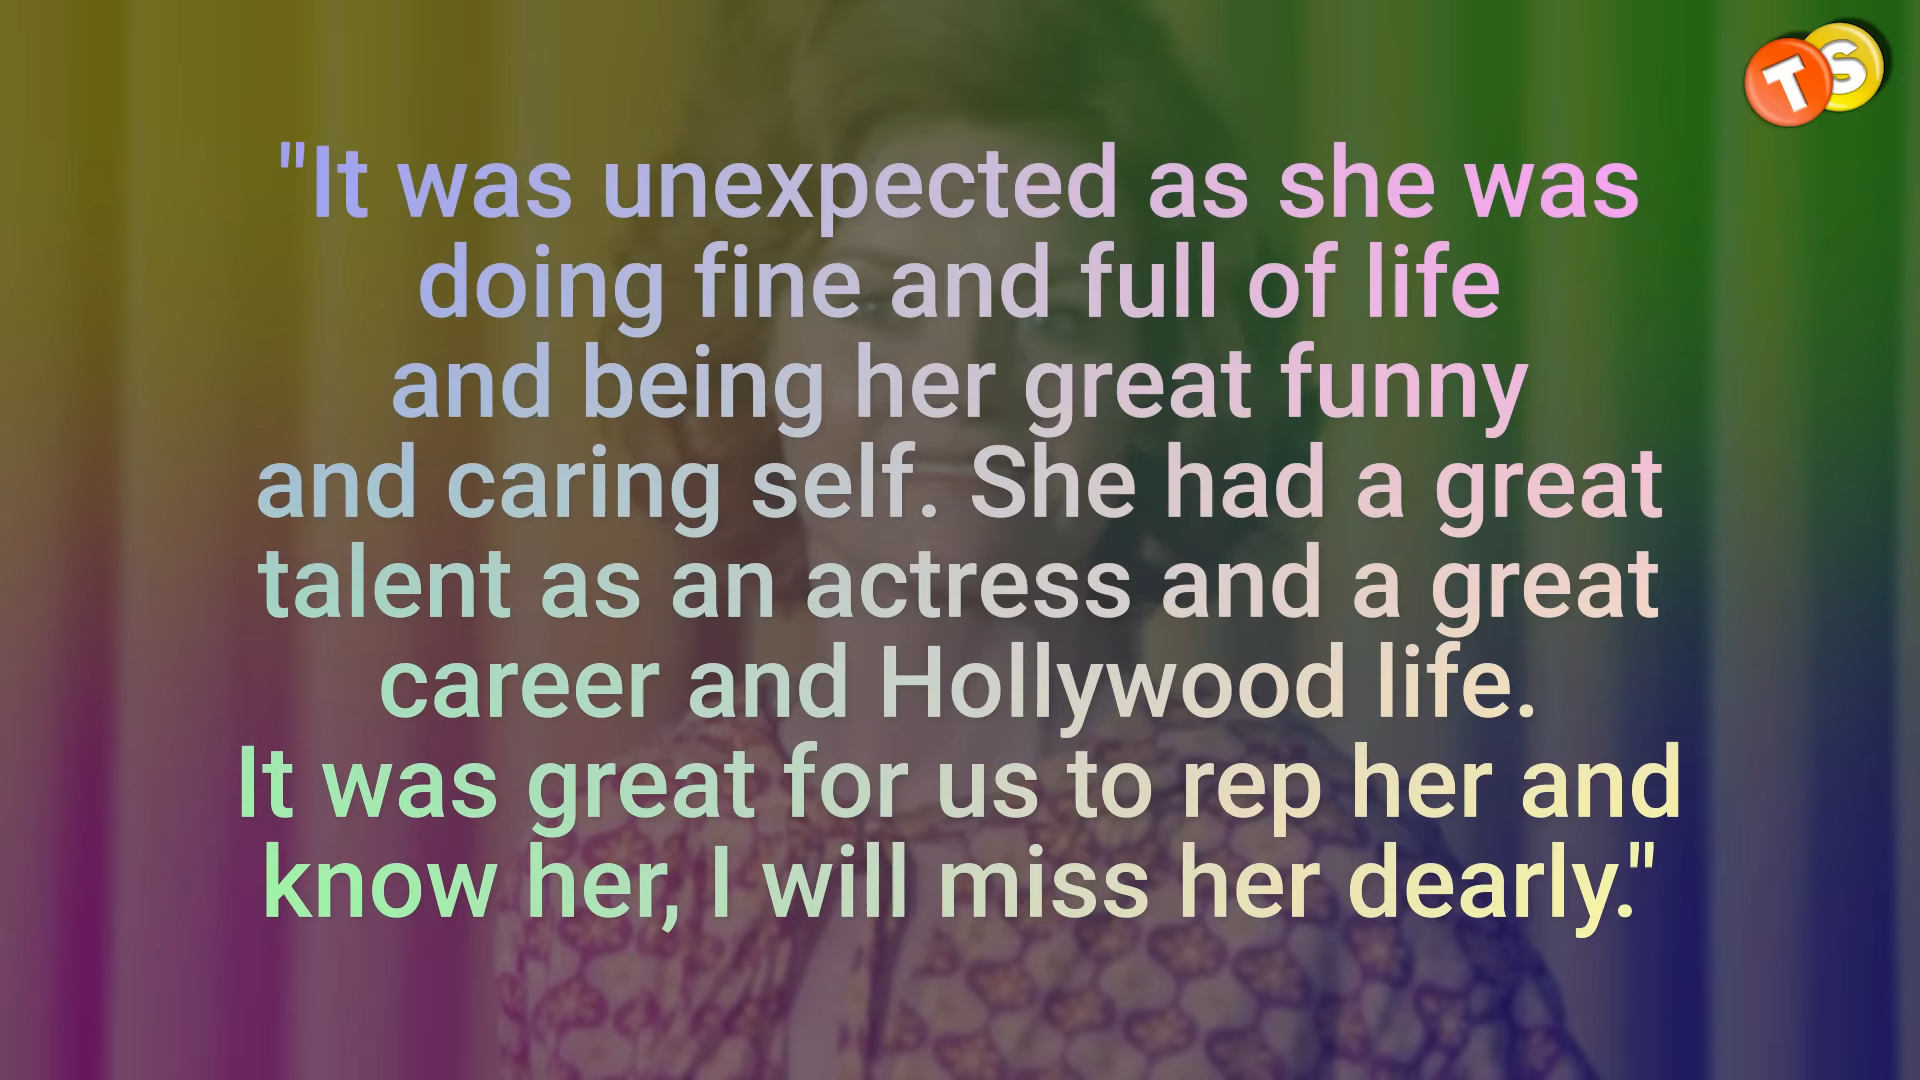 TS
"It was unexpected as she was
doing fine and full of life
and being her great funny
and caring self. She had a great
talent as an actress and a great
career and Hollywood life.
It was great for us to rep her and
know her, I will miss her dearly."